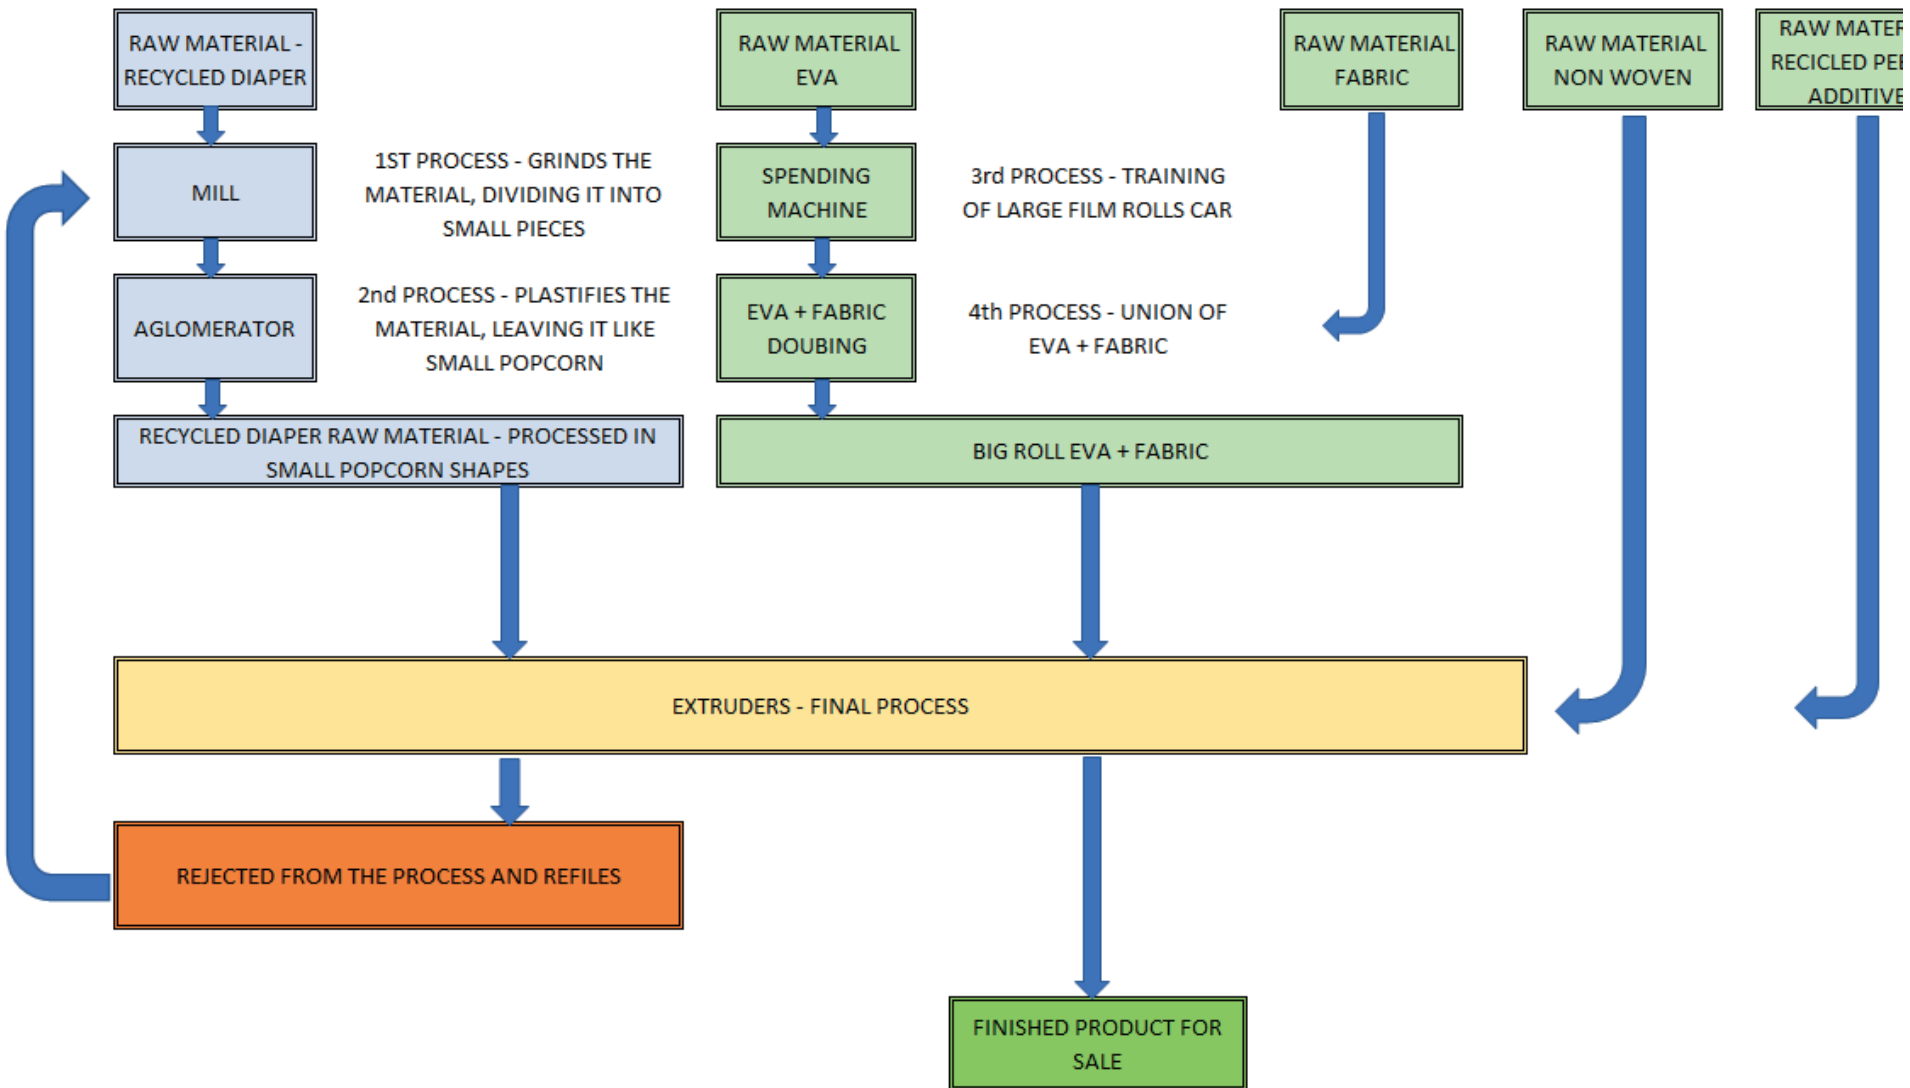 RAW MATERIAL -
RECYCLED DIAPER
RAW MATERIAL
EVA
RAW MATERIAL
FABRIC
RAW MATERIAL
NON WOVEN
RAW
RECICLED
MILL
1ST PROCESS - GRINDS THE
MATERIAL, DIVIDING IT INTO
SMALL PIECES
SPENDING
MACHINE
3rd PROCESS - TRAINING
OF LARGE FILM ROLLS CAR
AGLOMERATOR
2nd PROCESS - PLASTIFIES THE
MATERIAL, LEAVING IT LIKE
SMALL POPCORN
EVA + FABRIC
DOUBING
4th PROCESS - UNION OF
EVA + FABRIC
RECYCLED DIAPER RAW MATERIAL - PROCESSED IN
SMALL POPCORN SHAPES
BIG ROLL EVA + FABRIC
EXTRUDERS - FINAL PROCESS
REJECTED FROM THE PROCESS AND REFILES
FINISHED PRODUCT FOR
SALE